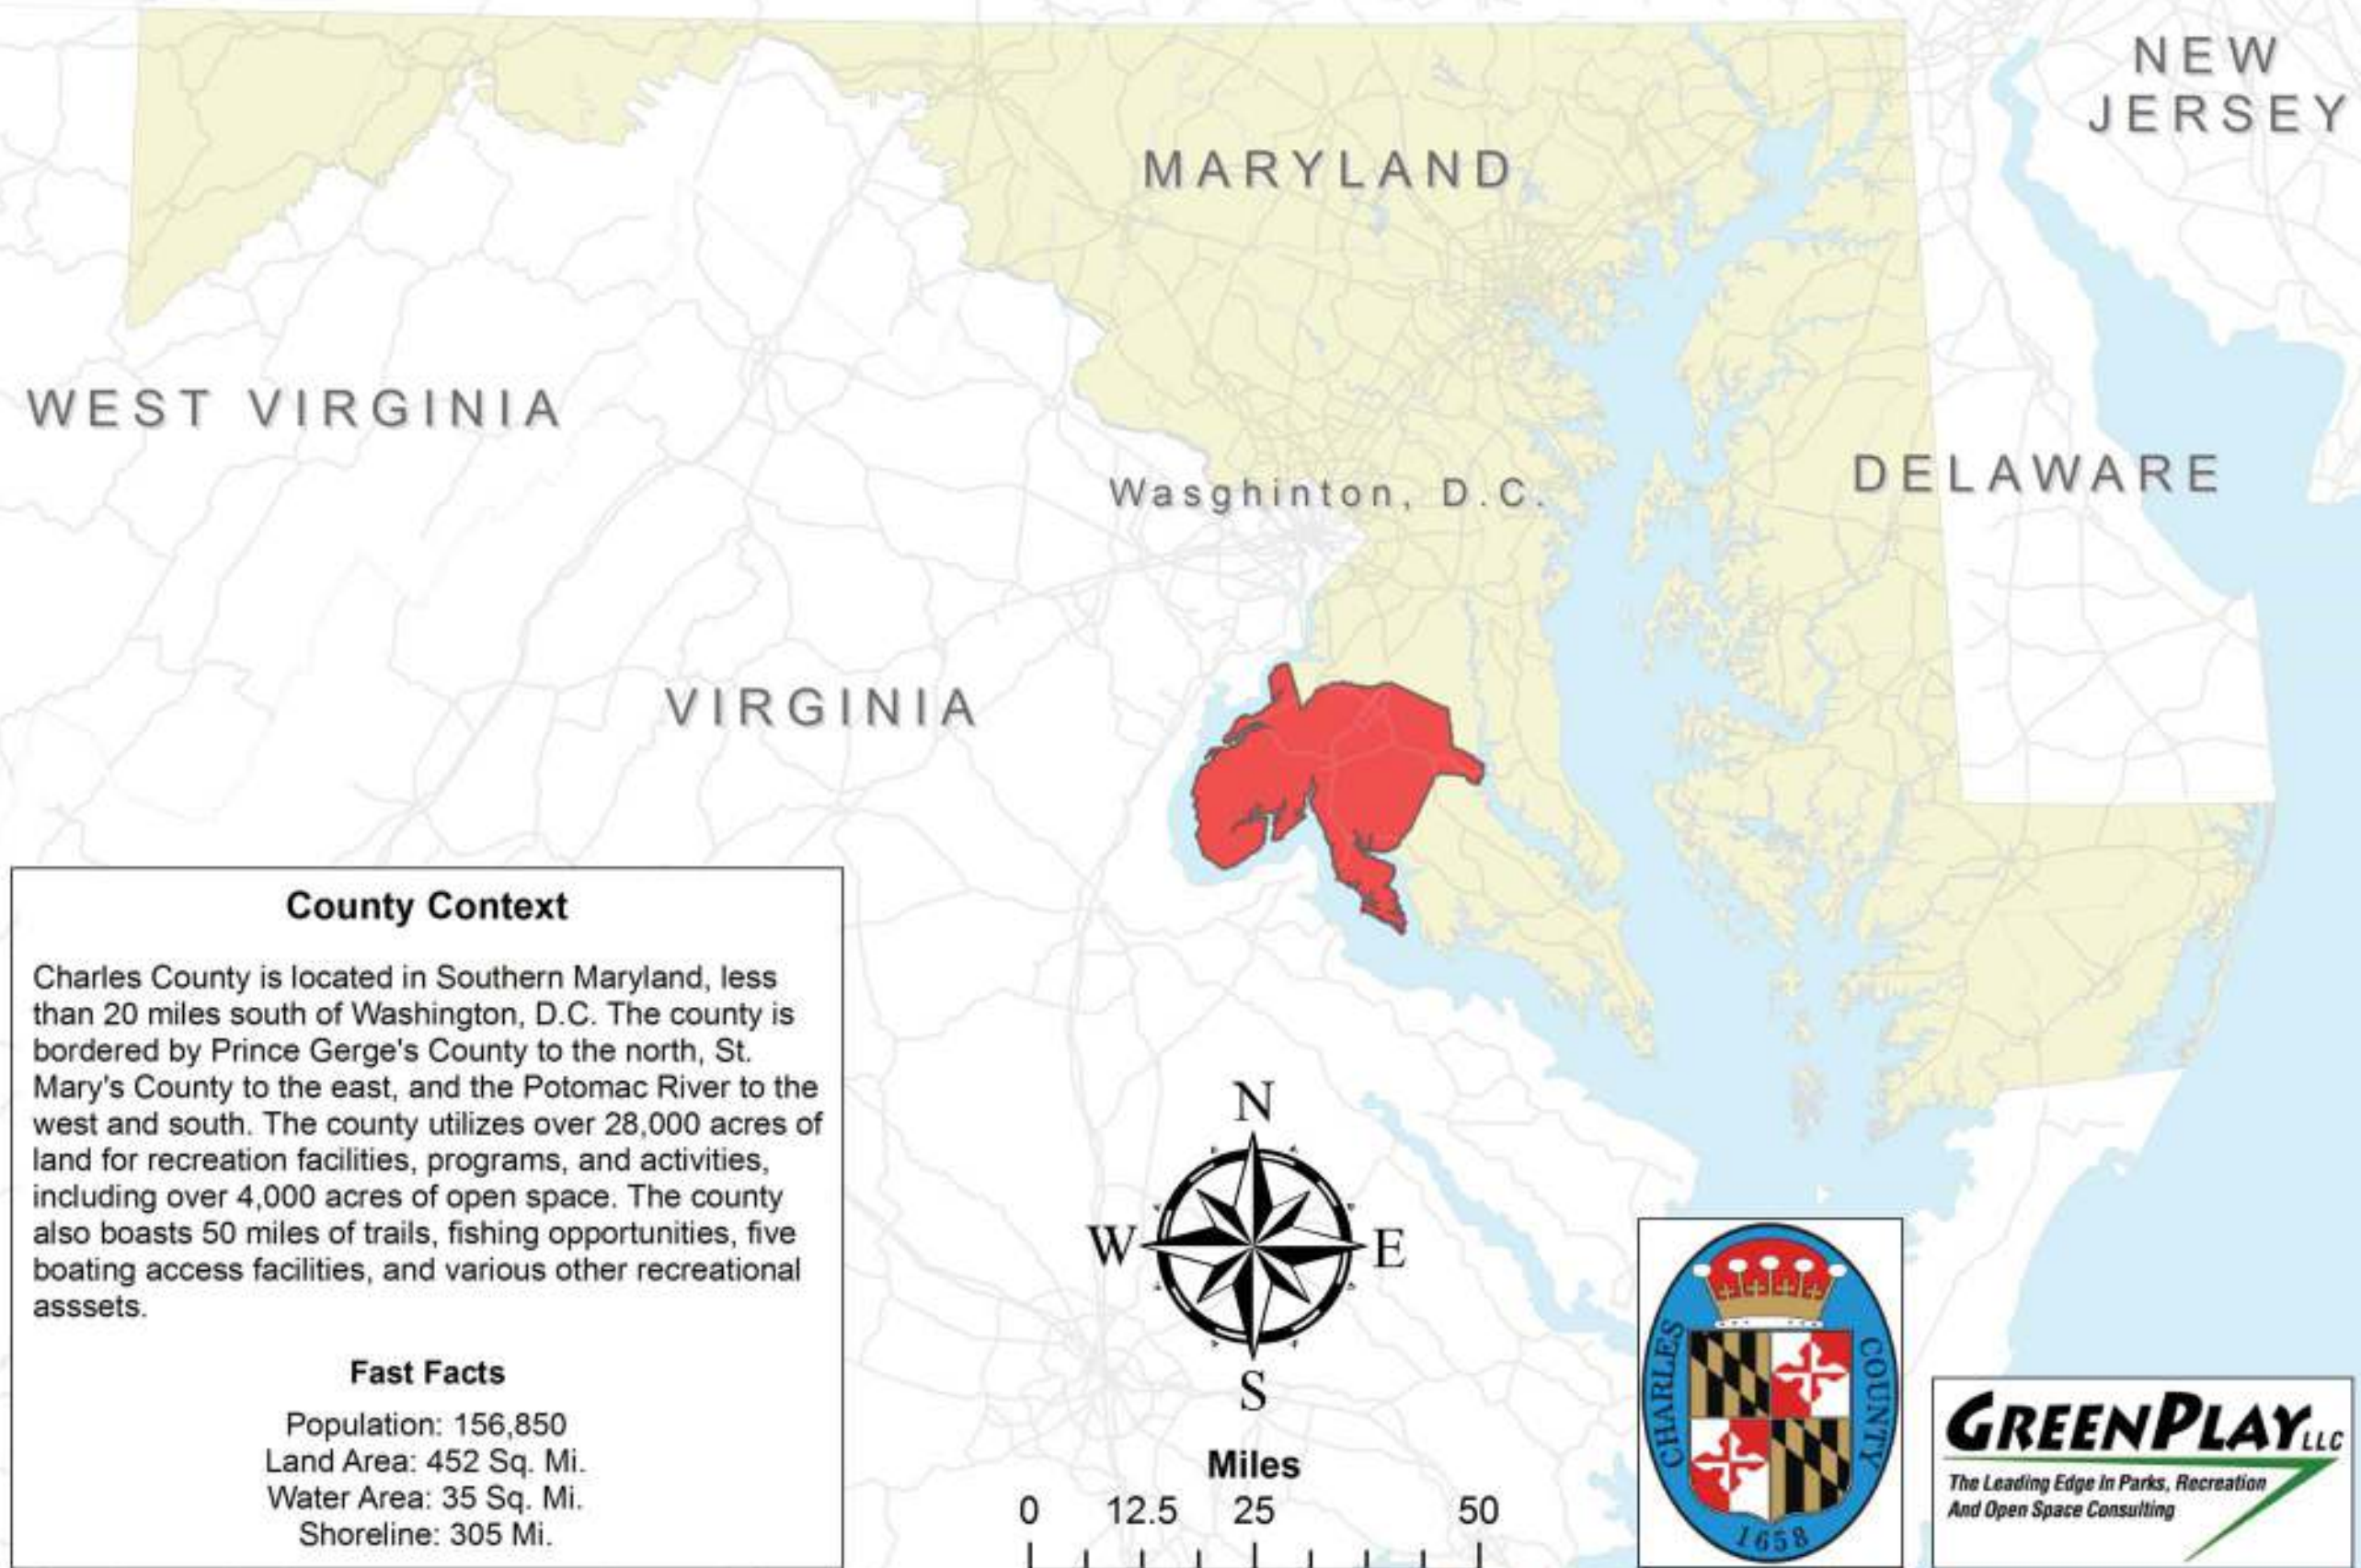 NEW
JERSEY
MARYLAND
WEST VIRGINIA
Wasghinton, D.C.
DELAWARE
VIRGINIA
County Context
Charles County is located in Southern Maryland, less
than 20 miles south of Washington, D.C. The county is
bordered by Prince Gerge's County to the north, St.
Mary's County to the east, and the Potomac River to the
west and south. The county utilizes over 28,000 acres of
land for recreation facilities, programs, and activities,
including over 4,000 acres of open space. The county
also boasts 50 miles of trails, fishing opportunities, five
boating access facilities, and various other recreational
asssets.
Fast Facts
Population: 156,850
Land Area: 452 Sq. Mi.
Water Area: 35 Sq. Mi.
Shoreline: 305 Mi.
N
W
E
S
Miles
0 12.5 25 50
CHARLES COUNTY
1658
GREENPLAY LLC
The Leading Edge In Parks, Recreation
And Open Space Consulting